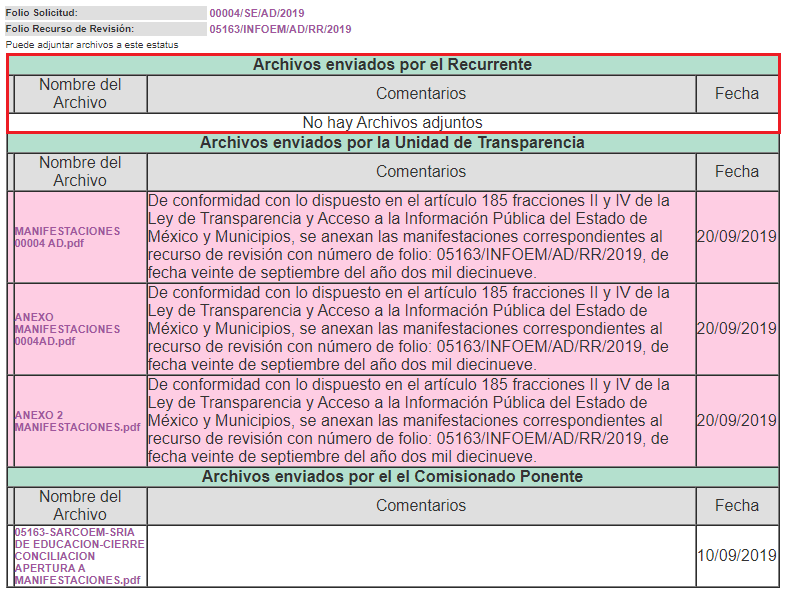 Folio Solicitud: 00004/SE/AD/2019
Folio Recurso de Revisión: 05163/INFOEM/AD/RR/2019
Puede adjuntar archivos a este estatus
Archivos enviados por el Recurrente
Nombre del
Archivo
Comentarios
Fecha
No hay Archivos adjuntos
Archivos enviados por la Unidad de Transparencia
Nombre del
Archivo
Comentarios
Fecha
MANIFESTACIONES
00004 AD.pdf
De conformidad con lo dispuesto en el artículo 185 fracciones II y IV de la
Ley de Transparencia y Acceso a la Información Pública del Estado de
México y Municipios, se anexan las manifestaciones correspondientes al
recurso de revisión con número de folio: 05163/INFOEM/AD/RR/2019, de
fecha veinte de septiembre del año dos mil diecinueve.
20/09/2019
ANEXO
MANIFESTACIONES
0004AD.pdf
De conformidad con lo dispuesto en el artículo 185 fracciones II y IV de la
Ley de Transparencia y Acceso a la Información Pública del Estado de
México y Municipios, se anexan las manifestaciones correspondientes al
recurso de revisión con número de folio: 05163/INFOEM/AD/RR/2019, de
fecha veinte de septiembre del año dos mil diecinueve.
20/09/2019
ANEXO 2
MANIFESTACIONES.pdf
De conformidad con lo dispuesto en el artículo 185 fracciones II y IV de la
Ley de Transparencia y Acceso a la Información Pública del Estado de
México y Municipios, se anexan las manifestaciones correspondientes al
recurso de revisión con número de folio: 05163/INFOEM/AD/RR/2019, de
fecha veinte de septiembre del año dos mil diecinueve.
20/09/2019
Archivos enviados por el el Comisionado Ponente
Nombre del
Archivo
Comentarios
Fecha
05163-SARCOEM-SRIA
DE EDUCACION-CIERRE
CONCILIACION
APERTURA A
MANIFESTACIONES.pdf
10/09/2019